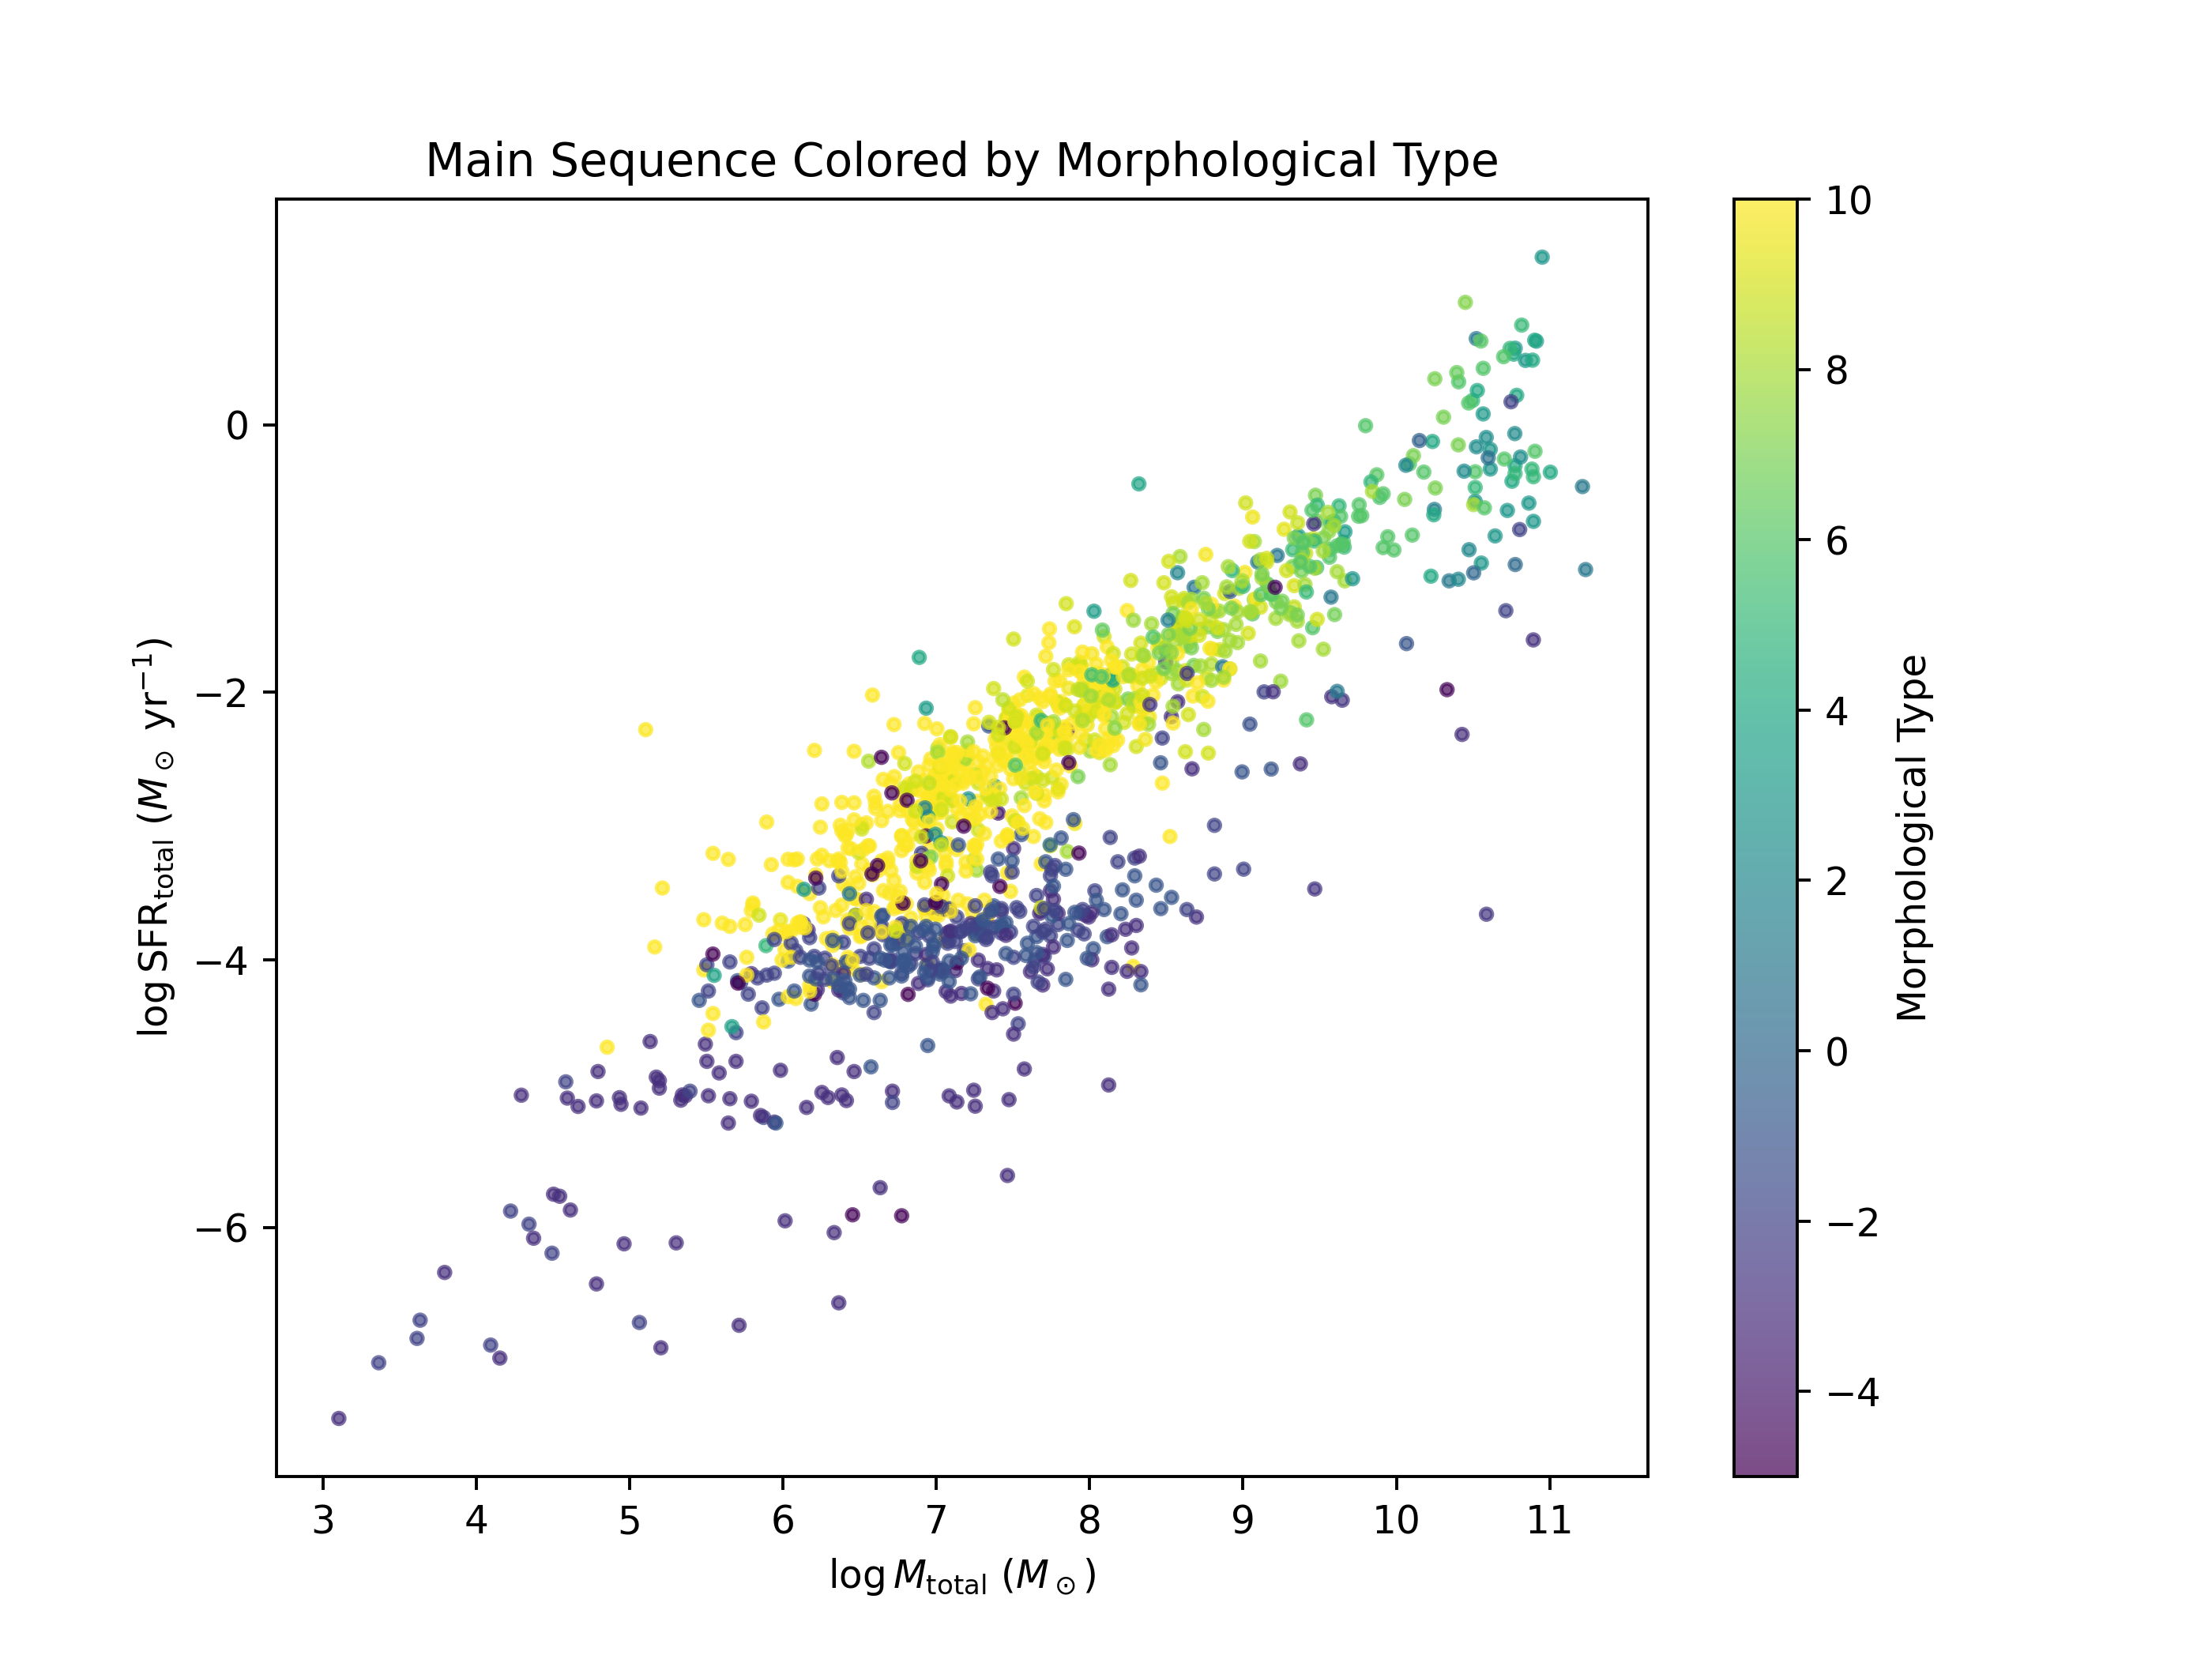 Main Sequence Colored by Morphological Type
log SFR_total (M_⊙ yr^−1)
0
−2
−4
−6
3 4 5 6 7 8 9 10 11
log M_total (M_⊙)
10
8
6
4
2
0
−2
−4
Morphological Type